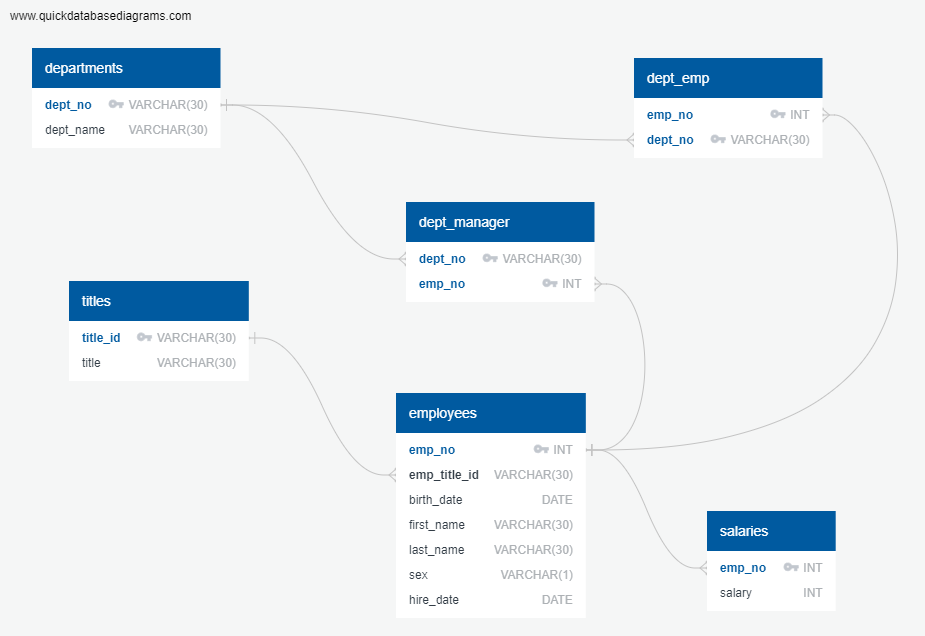 www.quickdatabasediagrams.com
departments
dept_no VARCHAR(30)
dept_name VARCHAR(30)
dept_emp
emp_no INT
dept_no VARCHAR(30)
dept_manager
dept_no VARCHAR(30)
emp_no INT
titles
title_id VARCHAR(30)
title VARCHAR(30)
employees
emp_no INT
emp_title_id VARCHAR(30)
birth_date DATE
first_name VARCHAR(30)
last_name VARCHAR(30)
sex VARCHAR(1)
hire_date DATE
salaries
emp_no INT
salary INT